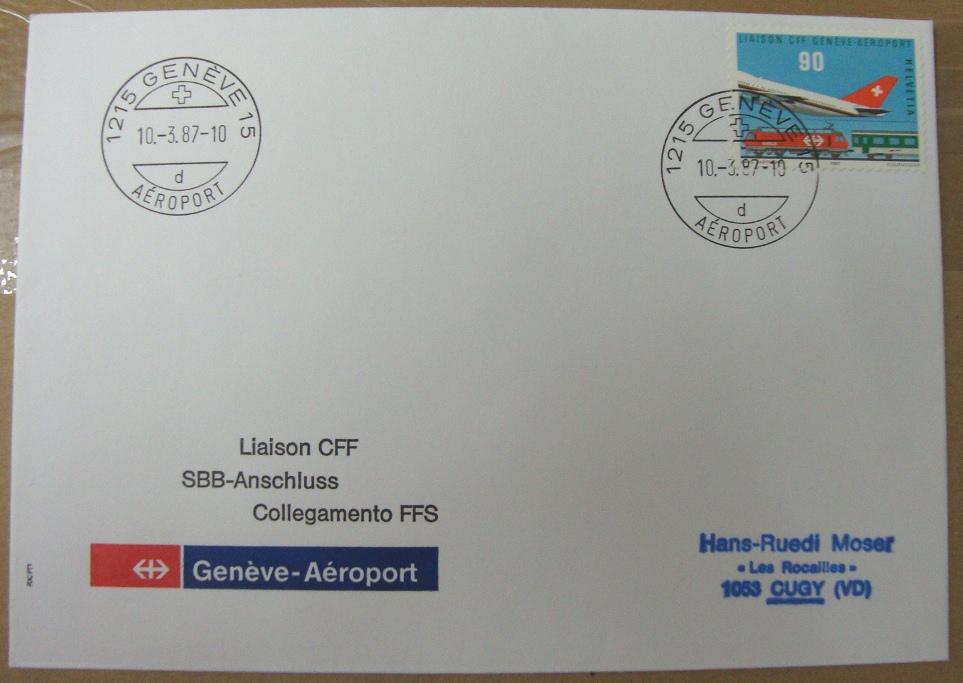 1215 GENÈVE 15
10.-3.87-10
d
AÉROPORT
LIAISON CFF GENÈVE-AÉROPORT
HELVETIA
90
1215 GENÈVE 15
10.-3.87-10
d
AÉROPORT
Liaison CFF
SBB-Anschluss
Collegamento FFS
Genève-Aéroport
Hans-Ruedi Moser
« Les Rocailles »
1053 CUGY (VD)